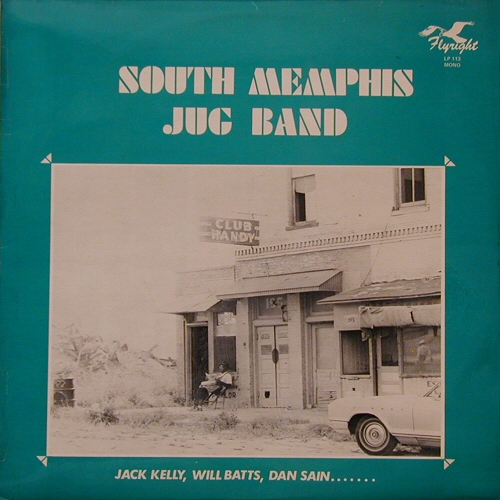 Flyright
LP 113
MONO
SOUTH MEMPHIS
JUG BAND
CLUB
HANDY
JACK KELLY, WILL BATTS, DAN SAIN.......